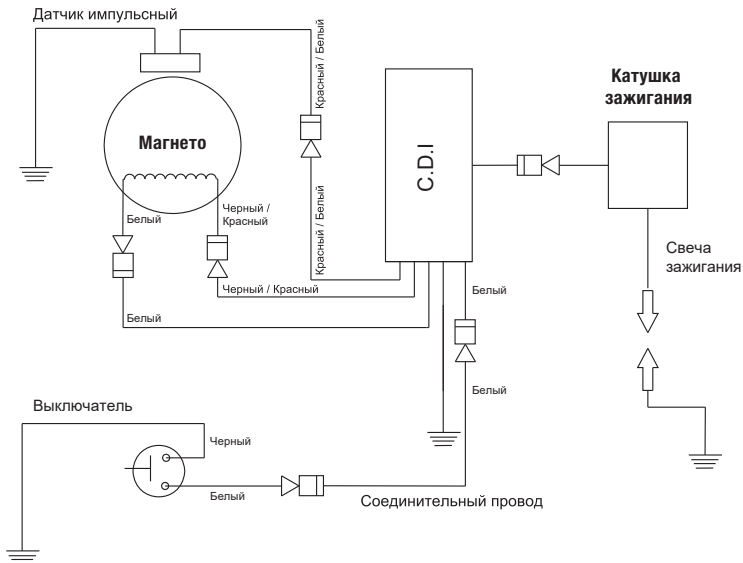 Датчик импульсный
Красный / Белый
Катушка
зажигания
Магнето
C.D.I
Черный /
Красный
Белый
Красный / Белый
Свеча
зажигания
Черный / Красный
Белый
Белый
Белый
Выключатель
Черный
Белый
Соединительный провод